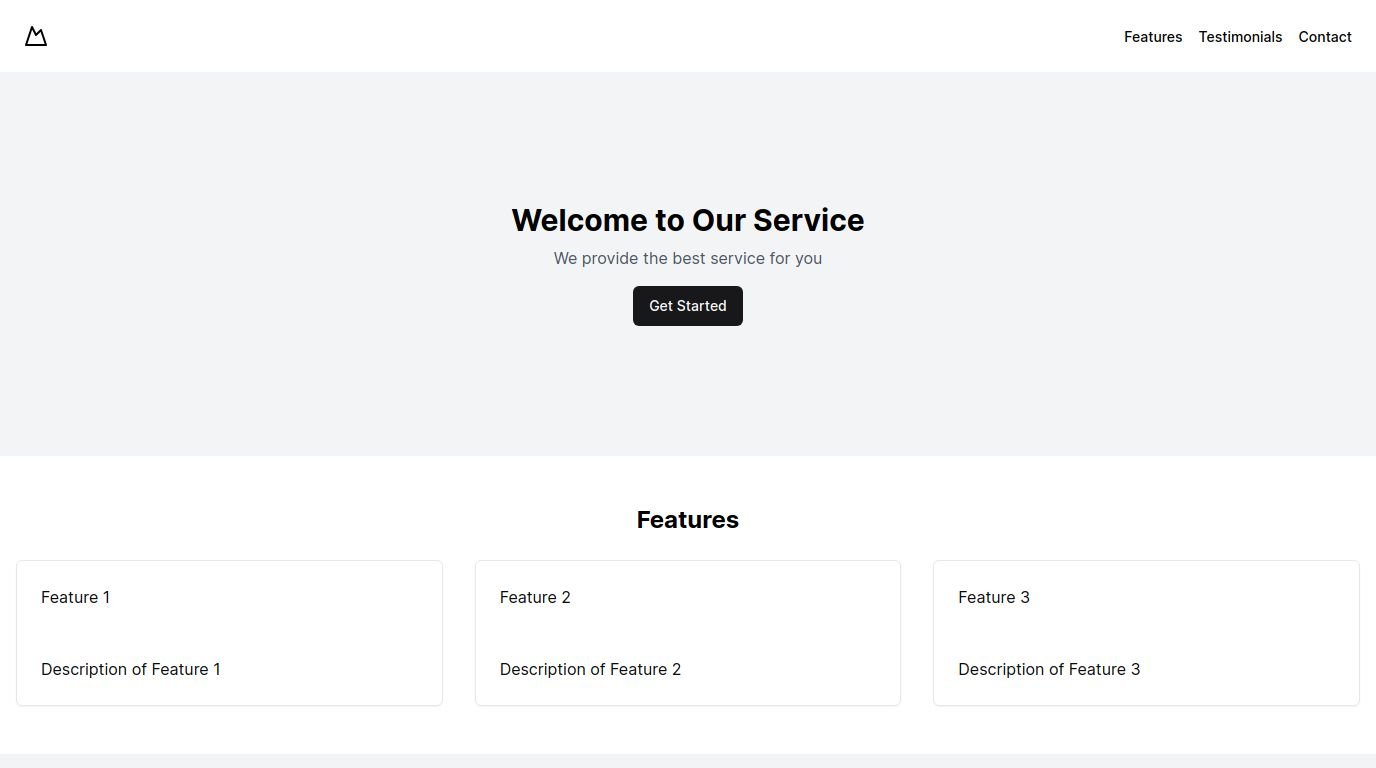 Features Testimonials Contact
Welcome to Our Service
We provide the best service for you
Get Started
Features
Feature 1
Description of Feature 1
Feature 2
Description of Feature 2
Feature 3
Description of Feature 3